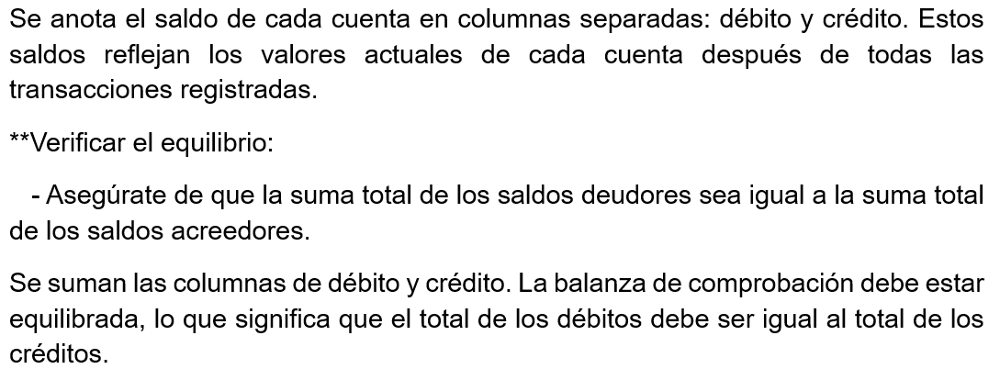 Se anota el saldo de cada cuenta en columnas separadas: débito y crédito. Estos
saldos reflejan los valores actuales de cada cuenta después de todas las
transacciones registradas.
**Verificar el equilibrio:
- Asegúrate de que la suma total de los saldos deudores sea igual a la suma total
de los saldos acreedores.
Se suman las columnas de débito y crédito. La balanza de comprobación debe estar
equilibrada, lo que significa que el total de los débitos debe ser igual al total de los
créditos.